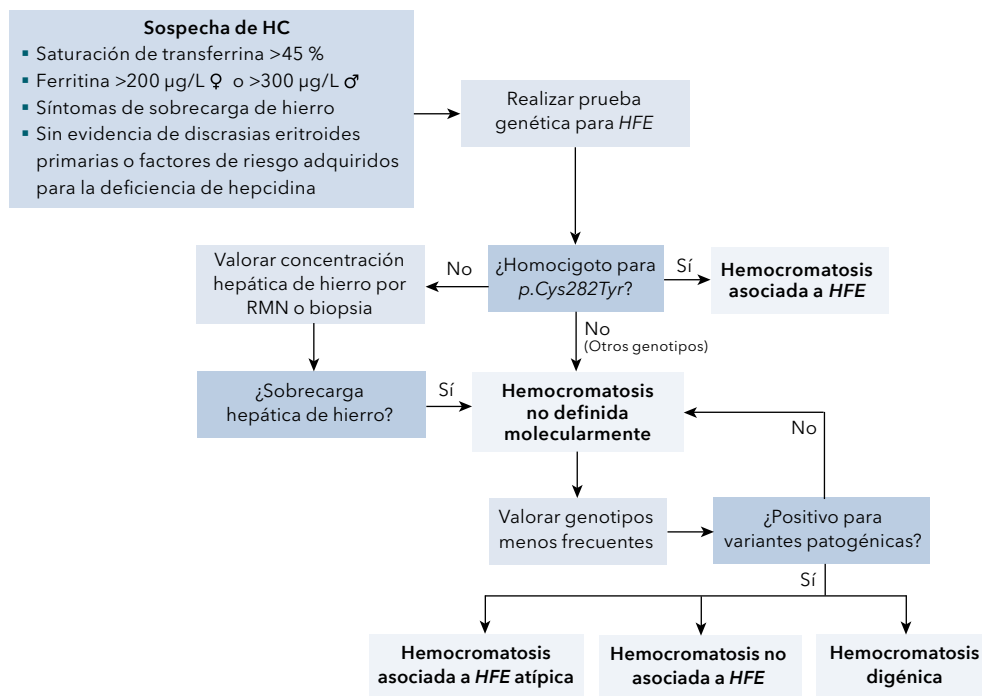 Sospecha de HC
▪ Saturación de transferrina >45 %
▪ Ferritina >200 µg/L ♀ o >300 µg/L ♂
▪ Síntomas de sobrecarga de hierro
▪ Sin evidencia de discrasias eritroides
primarias o factores de riesgo adquiridos
para la deficiencia de hepcidina
Realizar prueba
genética para HFE
¿Homocigoto para
p.Cys282Tyr?
Sí
Hemocromatosis
asociada a HFE
No
Valorar concentración
hepática de hierro por
RMN o biopsia
No
(Otros genotipos)
¿Sobrecarga
hepática de hierro?
Sí
Hemocromatosis
no definida
molecularmente
No
Valorar genotipos
menos frecuentes
¿Positivo para
variantes patogénicas?
Sí
Hemocromatosis
asociada a HFE atípica
Hemocromatosis no
asociada a HFE
Hemocromatosis
digénica